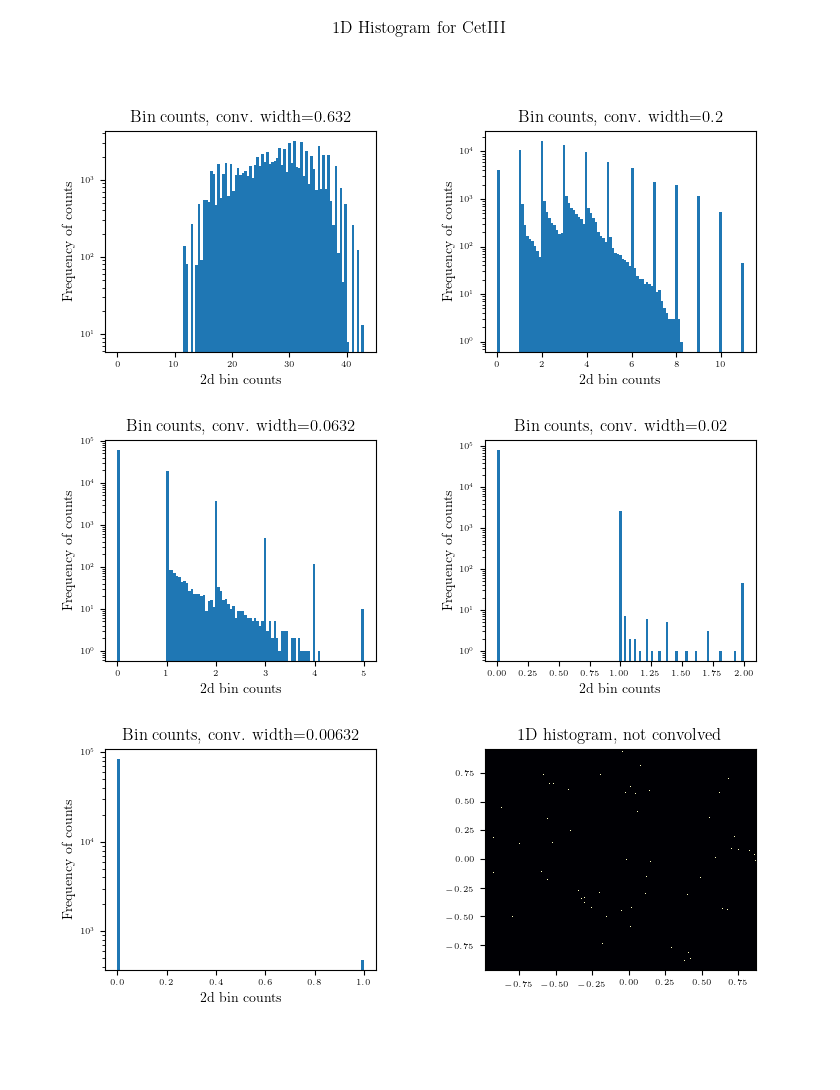 1D Histogram for CetIII
Bin counts, conv. width=0.632
Frequency of counts
10³
10²
10¹
0 10 20 30 40
2d bin counts
Bin counts, conv. width=0.2
Frequency of counts
10⁴
10³
10²
10¹
10⁰
0 2 4 6 8 10
2d bin counts
Bin counts, conv. width=0.0632
Frequency of counts
10⁵
10⁴
10³
10²
10¹
10⁰
0 1 2 3 4 5
2d bin counts
Bin counts, conv. width=0.02
Frequency of counts
10⁵
10⁴
10³
10²
10¹
10⁰
0.00 0.25 0.50 0.75 1.00 1.25 1.50 1.75 2.00
2d bin counts
Bin counts, conv. width=0.00632
Frequency of counts
10⁵
10⁴
10³
0.0 0.2 0.4 0.6 0.8 1.0
2d bin counts
1D histogram, not convolved
0.75
0.50
0.25
0.00
−0.25
−0.50
−0.75
−0.75 −0.50 −0.25 0.00 0.25 0.50 0.75